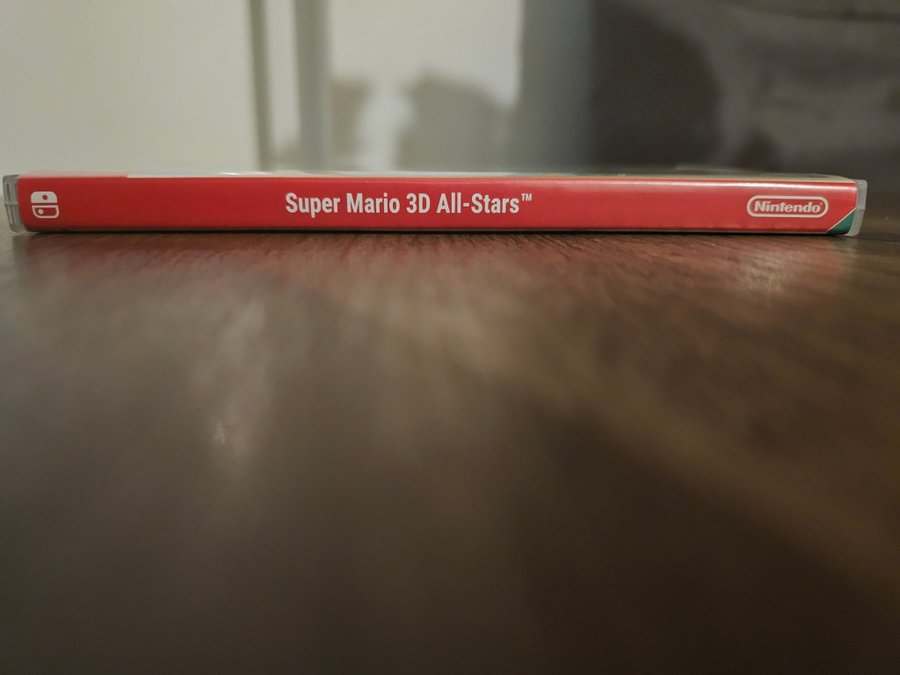 Super Mario 3D All-Stars™
Nintendo